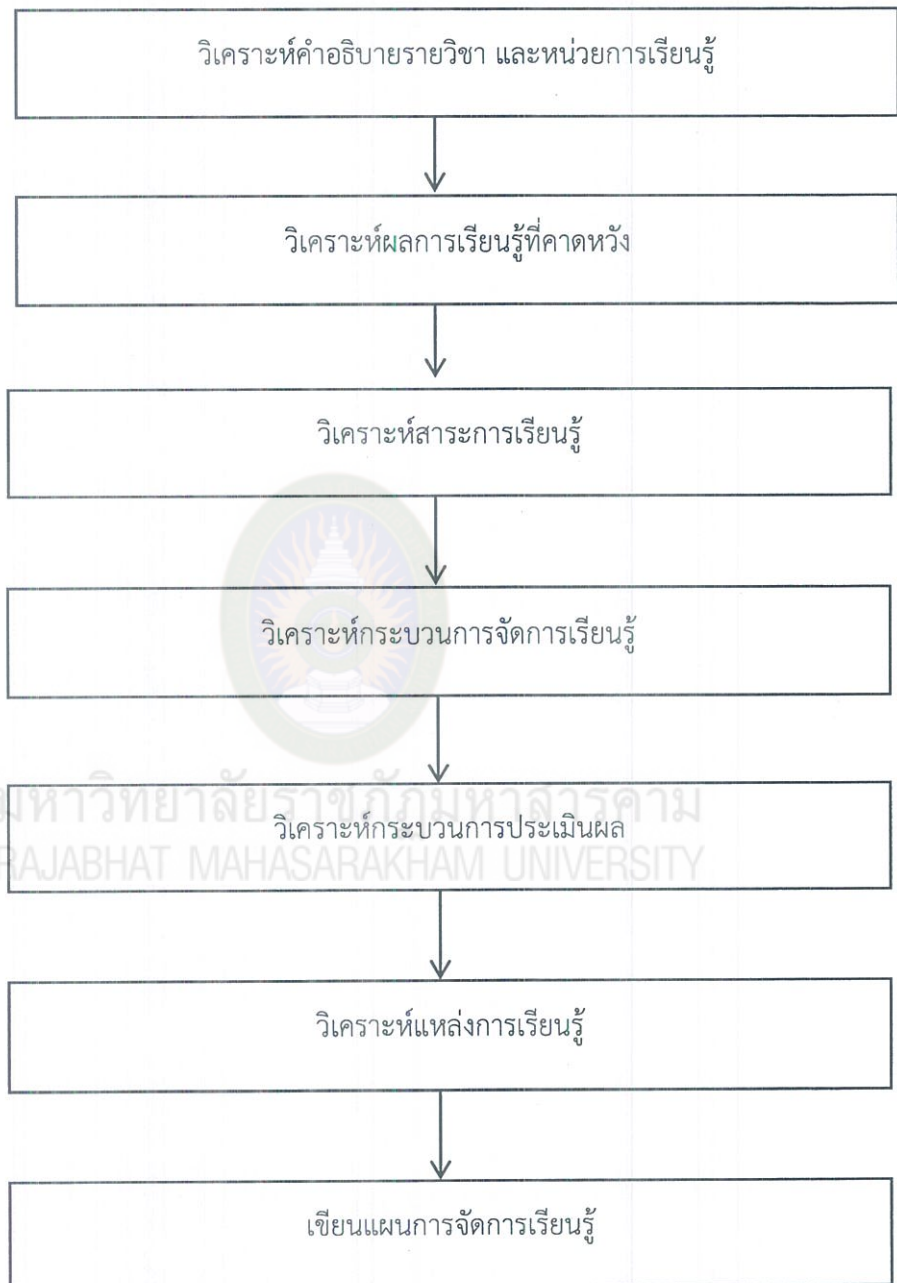 วิเคราะห์คำอธิบายรายวิชา และหน่วยการเรียนรู้
วิเคราะห์ผลการเรียนรู้ที่คาดหวัง
วิเคราะห์สาระการเรียนรู้
วิเคราะห์กระบวนการจัดการเรียนรู้
มหาวิทยาลัยราชภัฏมหาสารคาม
วิเคราะห์กระบวนการประเมินผล
RAJABHAT MAHASARAKHAM UNIVERSITY
วิเคราะห์แหล่งการเรียนรู้
เขียนแผนการจัดการเรียนรู้